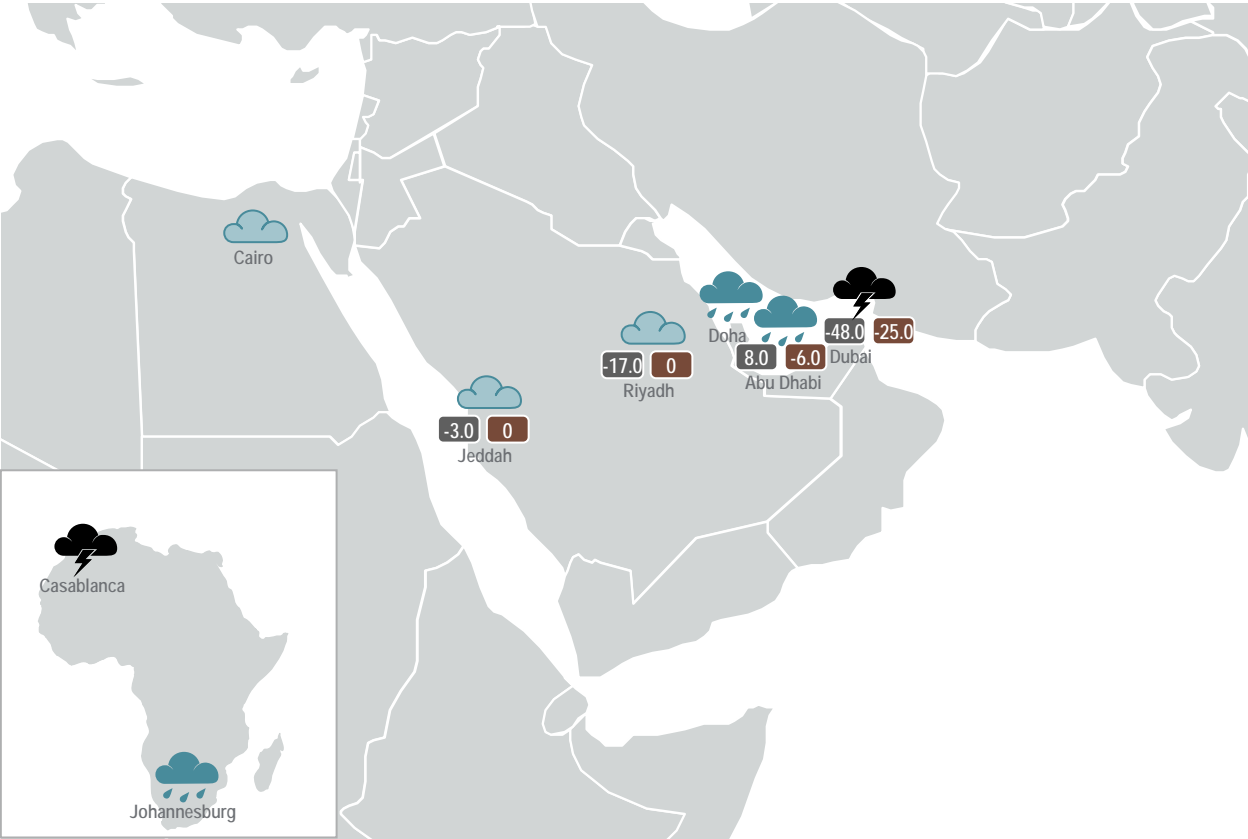 Cairo
Doha
-48.0 -25.0
Dubai
8.0 -6.0
Abu Dhabi
-17.0 0
Riyadh
-3.0 0
Jeddah
Casablanca
Johannesburg